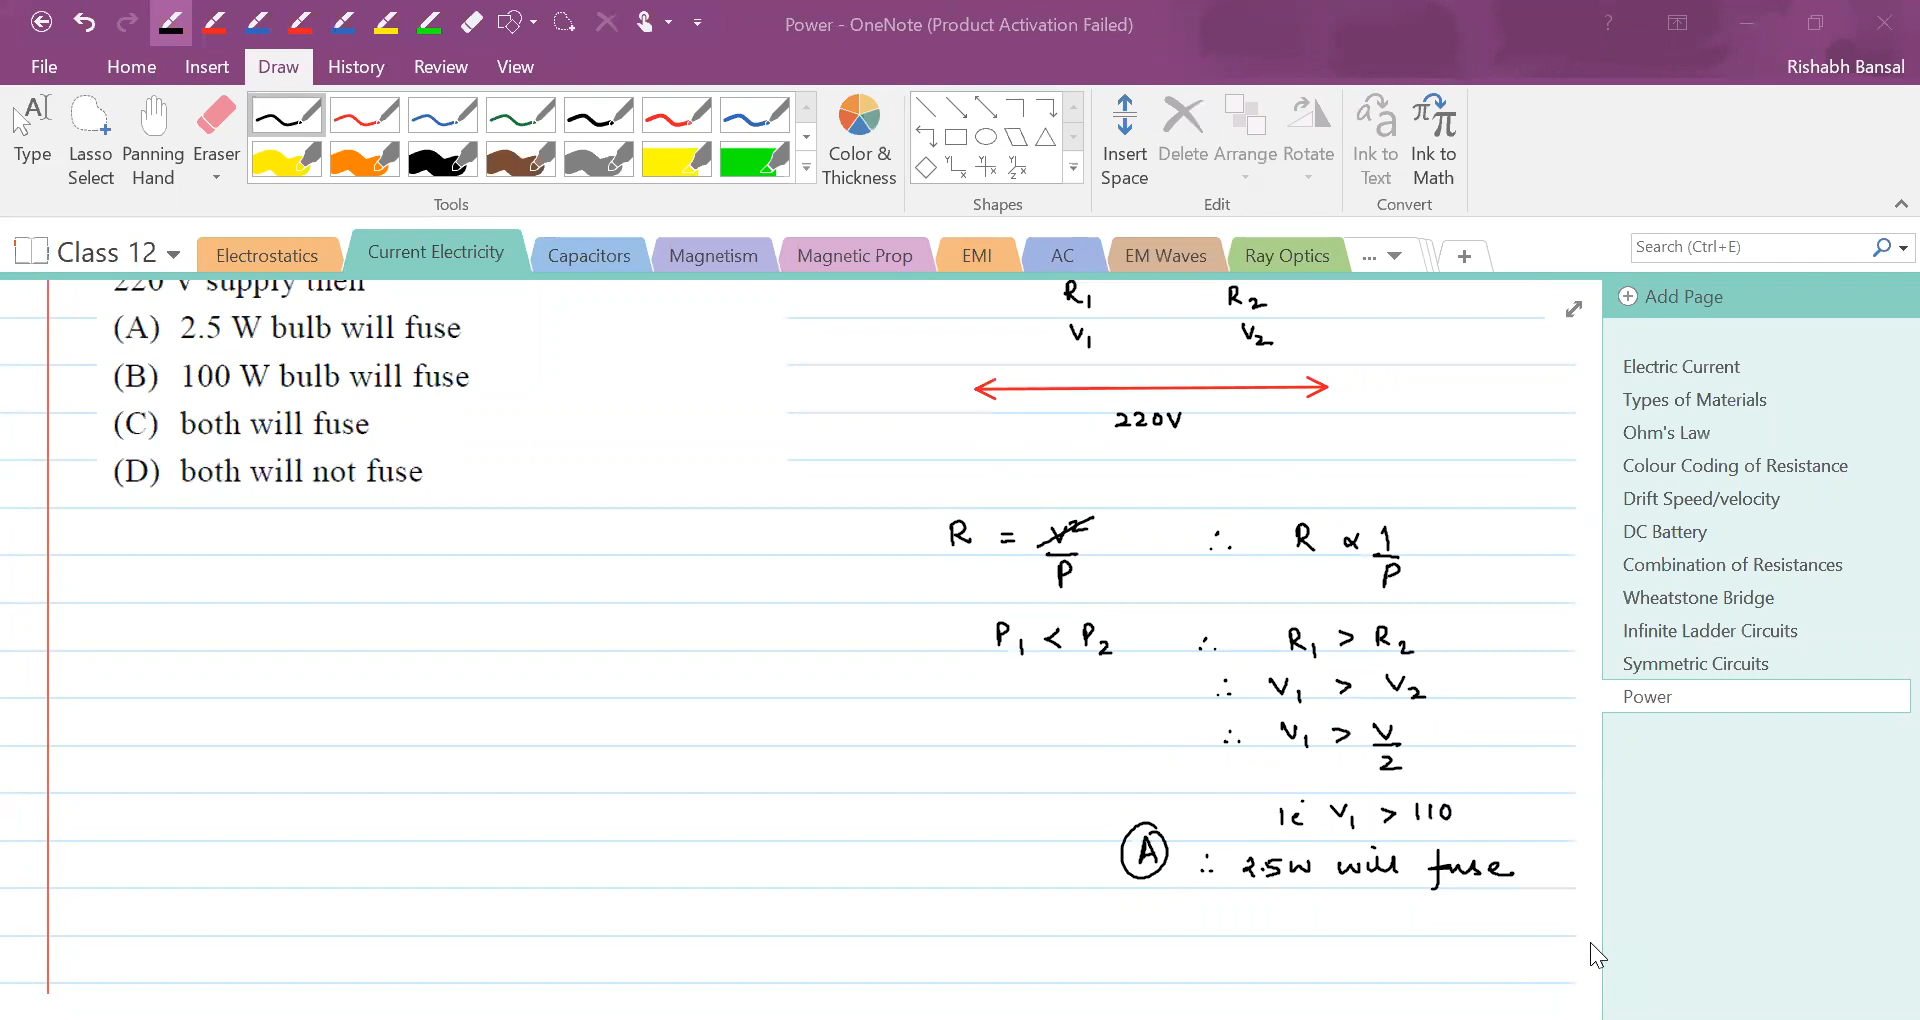 Power - OneNote (Product Activation Failed)
?
File Home Insert Draw History Review View
Rishabh Bansal
Type
Lasso Select
Panning Hand
Eraser
Color & Thickness
Insert Space
Delete
Arrange
Rotate
Ink to Text
Ink to Math
Tools
Shapes
Edit
Convert
Class 12
Electrostatics
Current Electricity
Capacitors
Magnetism
Magnetic Prop
EMI
AC
EM Waves
Ray Optics
...
Search (Ctrl+E)
220 V supply then
(A) 2.5 W bulb will fuse
(B) 100 W bulb will fuse
(C) both will fuse
(D) both will not fuse
R₁ R₂
V₁ V₂
220V
R = V²/P ∴ R ∝ 1/P
P₁ < P₂ ∴ R₁ > R₂
∴ V₁ > V₂
∴ V₁ > V/2
ie V₁ > 110
(A) ∴ 2.5W will fuse
Add Page
Electric Current
Types of Materials
Ohm's Law
Colour Coding of Resistance
Drift Speed/velocity
DC Battery
Combination of Resistances
Wheatstone Bridge
Infinite Ladder Circuits
Symmetric Circuits
Power